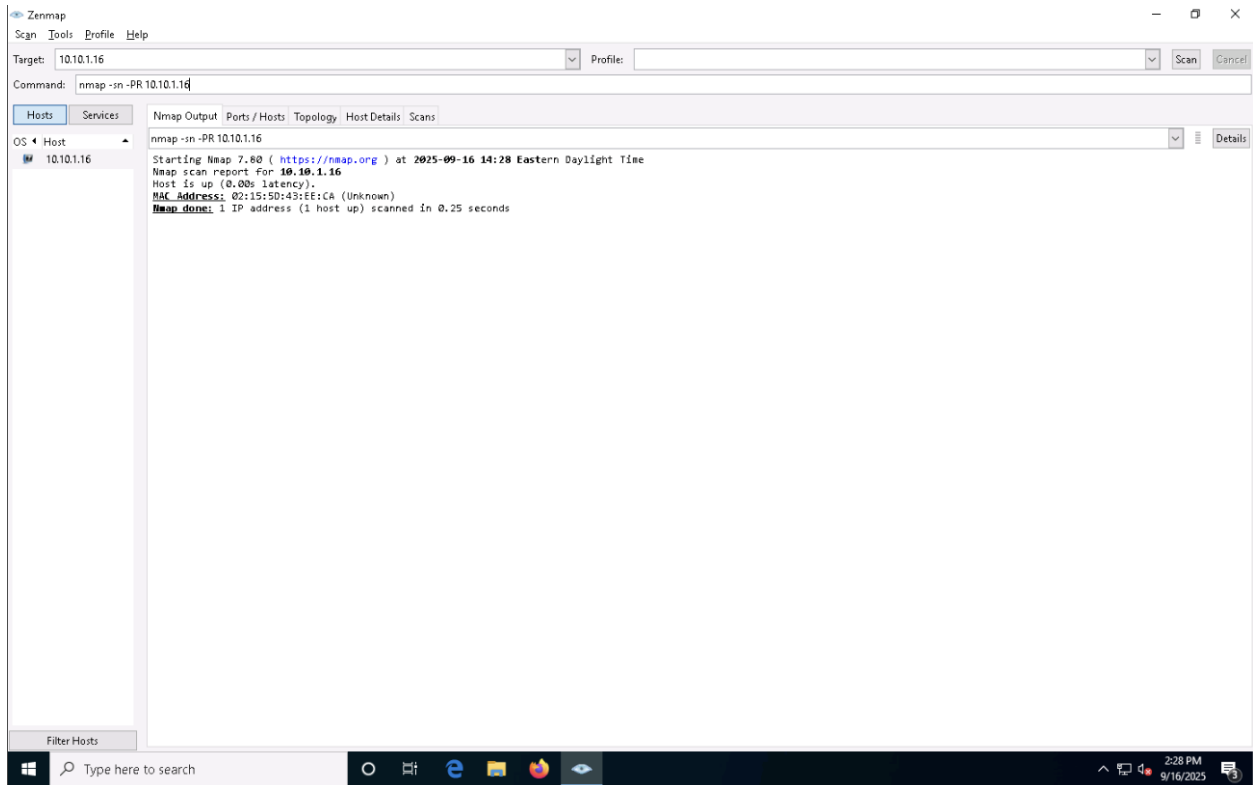 Zenmap
Scan Tools Profile Help
Target: 10.10.1.16 Profile: Scan Cancel
Command: nmap -sn -PR 10.10.1.16
Hosts Services Nmap Output Ports / Hosts Topology Host Details Scans
OS Host nmap -sn -PR 10.10.1.16 Details
10.10.1.16
Starting Nmap 7.80 ( https://nmap.org ) at 2025-09-16 14:28 Eastern Daylight Time
Nmap scan report for 10.10.1.16
Host is up (0.00s latency).
MAC Address: 02:15:5D:43:EE:CA (Unknown)
Nmap done: 1 IP address (1 host up) scanned in 0.25 seconds
Filter Hosts
Type here to search
2:28 PM
9/16/2025
3